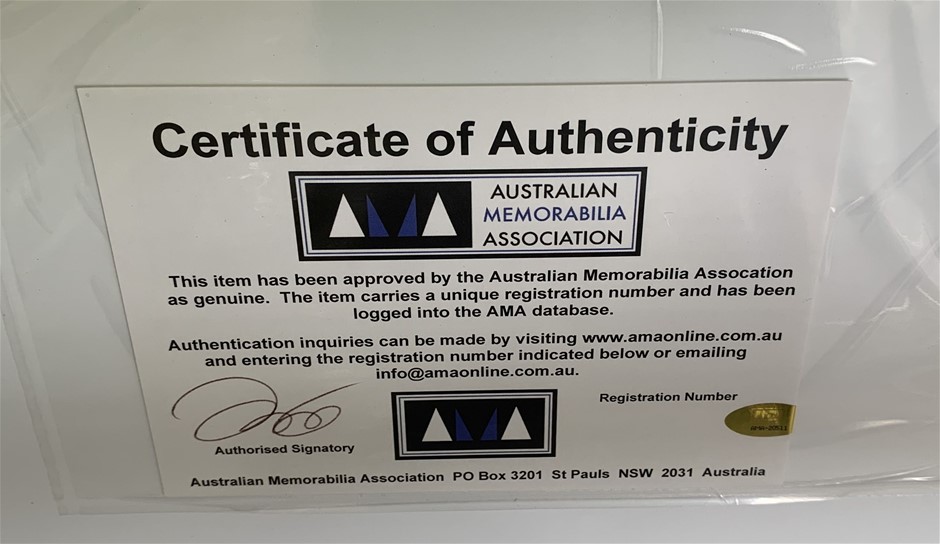 Certificate of Authenticity
AMA
AUSTRALIAN
MEMORABILIA
ASSOCIATION
This item has been approved by the Australian Memorabilia Assocation
as genuine. The item carries a unique registration number and has been
logged into the AMA database.
Authentication inquiries can be made by visiting www.amaonline.com.au
and entering the registration number indicated below or emailing
info@amaonline.com.au.
Registration Number
AMA
Authorised Signatory
Australian Memorabilia Association PO Box 3201 St Pauls NSW 2031 Australia